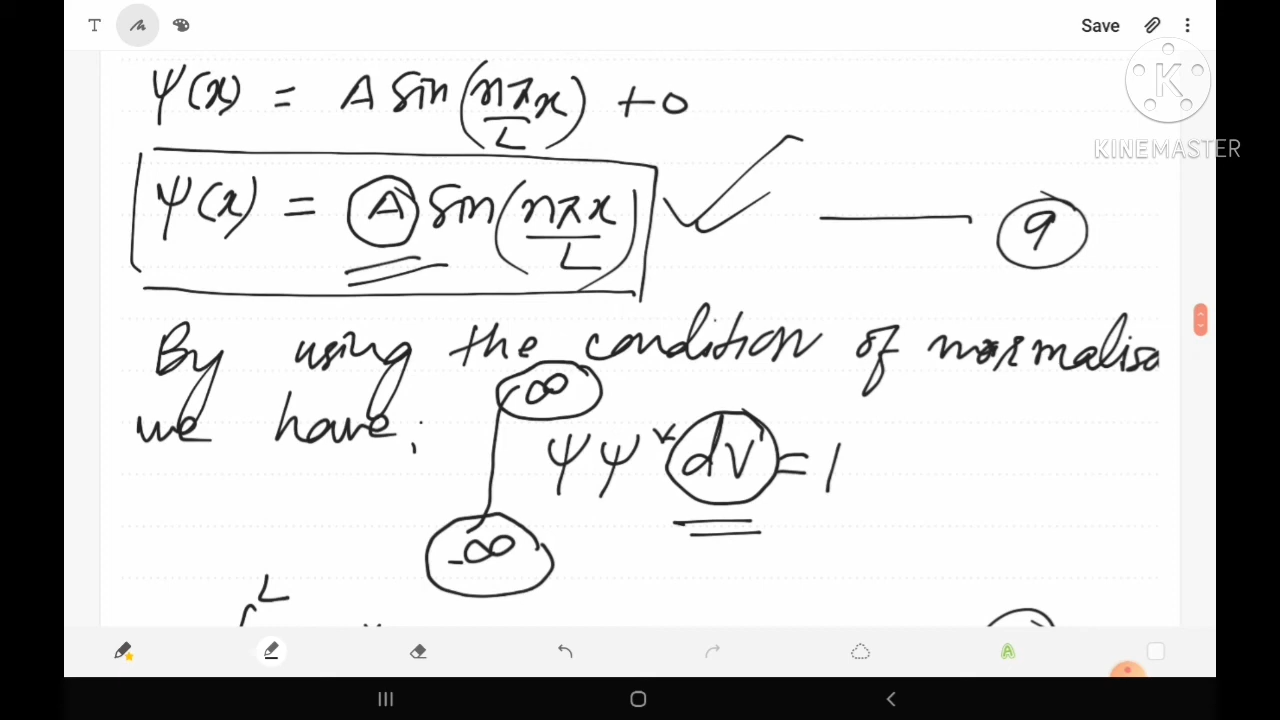 T Save
K
KINEMASTER
ψ(x) = A Sin(nπx/L) + 0
ψ(x) = A Sin(nπx/L) 9
By using the condition of normalisa
we have,
∫ ∞ -∞ ψψ* dv = 1
L